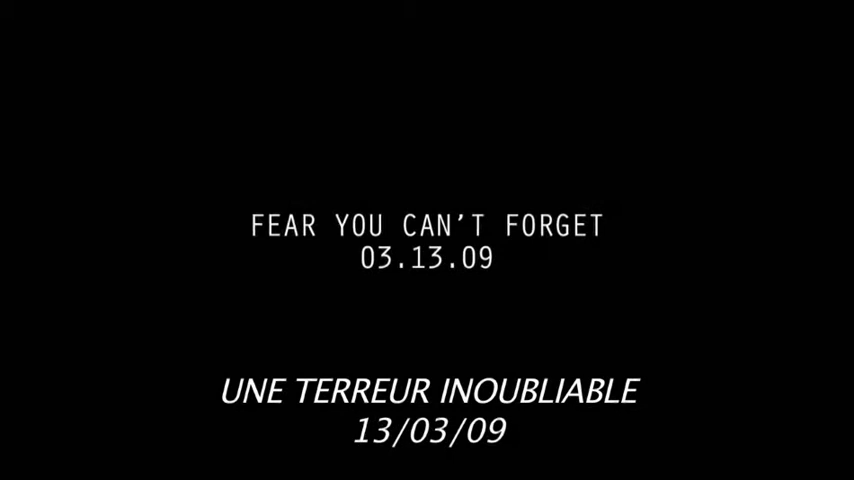 FEAR YOU CAN'T FORGET
03.13.09
UNE TERREUR INOUBLIABLE
13/03/09